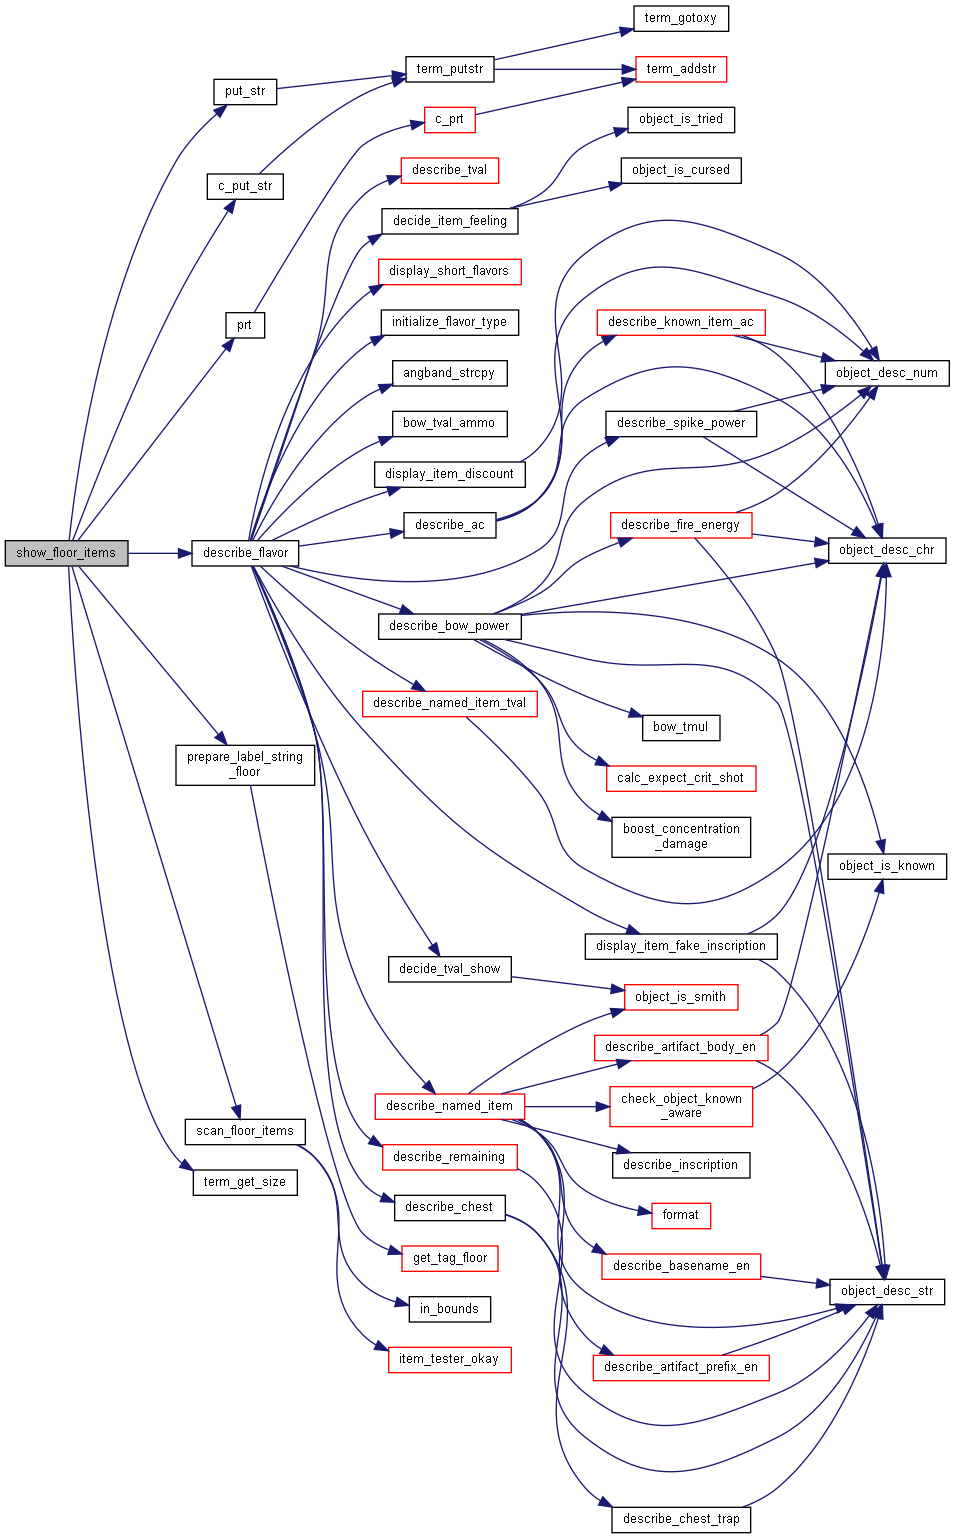 term_gotoxy
term_putstr
term_addstr
put_str
c_prt
object_is_tried
describe_tval
object_is_cursed
c_put_str
decide_item_feeling
display_short_flavors
prt
initialize_flavor_type
describe_known_item_ac
angband_strcpy
object_desc_num
bow_tval_ammo
describe_spike_power
display_item_discount
describe_ac
describe_fire_energy
show_floor_items
describe_flavor
object_desc_chr
describe_bow_power
describe_named_item_tval
bow_tmul
prepare_label_string
_floor
calc_expect_crit_shot
boost_concentration
_damage
object_is_known
display_item_fake_inscription
decide_tval_show
object_is_smith
describe_artifact_body_en
describe_named_item
check_object_known
_aware
scan_floor_items
describe_remaining
describe_inscription
term_get_size
describe_chest
format
get_tag_floor
describe_basename_en
object_desc_str
in_bounds
item_tester_okay
describe_artifact_prefix_en
describe_chest_trap